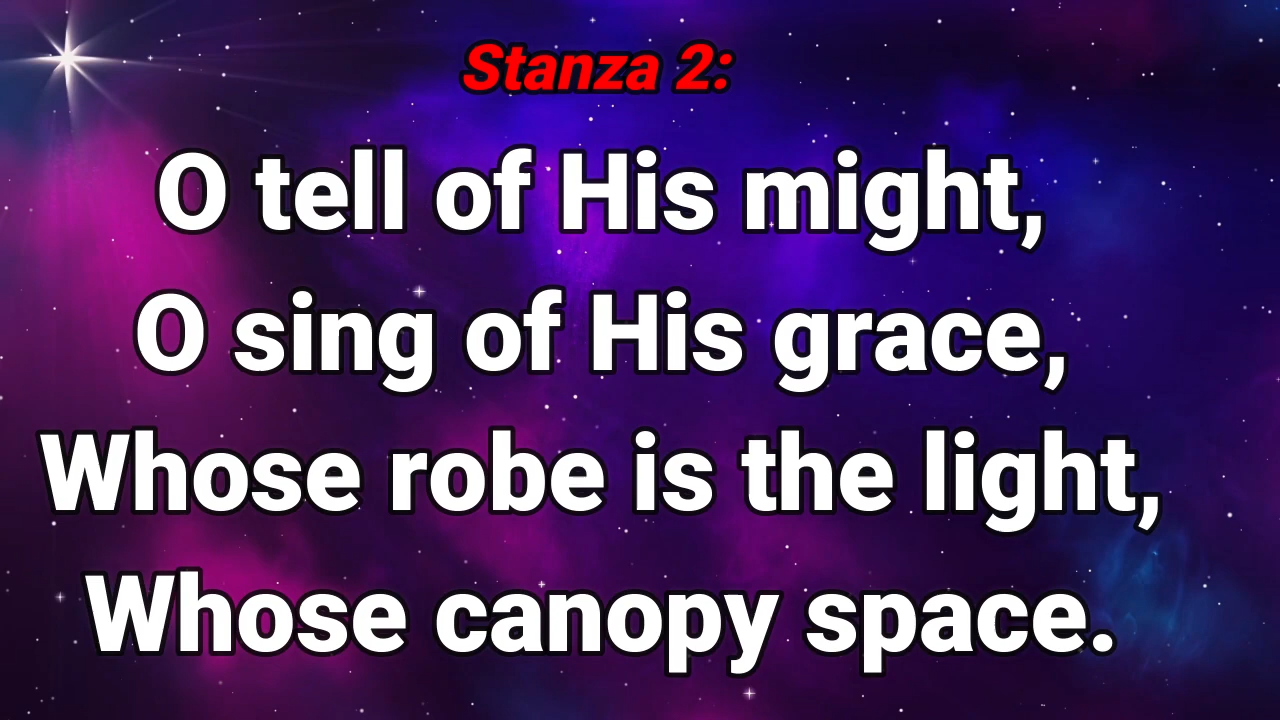 Stanza 2:
O tell of His might,
O sing of His grace,
Whose robe is the light,
Whose canopy space.